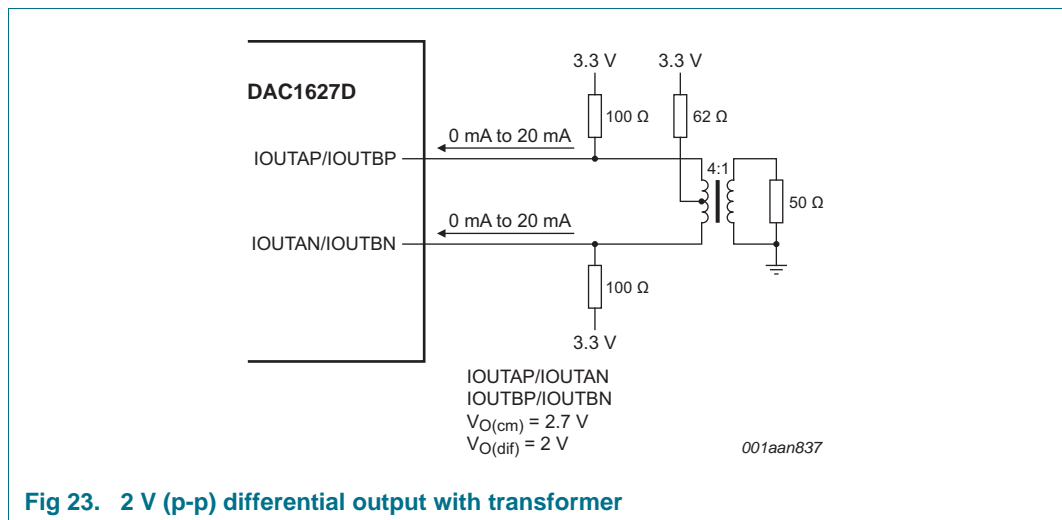 3.3 V
3.3 V
DAC1627D
100 Ω
62 Ω
0 mA to 20 mA
IOUTAP/IOUTBP
4:1
50 Ω
0 mA to 20 mA
IOUTAN/IOUTBN
100 Ω
3.3 V
IOUTAP/IOUTAN
IOUTBP/IOUTBN
VO(cm) = 2.7 V
VO(dif) = 2 V
001aan837
Fig 23. 2 V (p-p) differential output with transformer